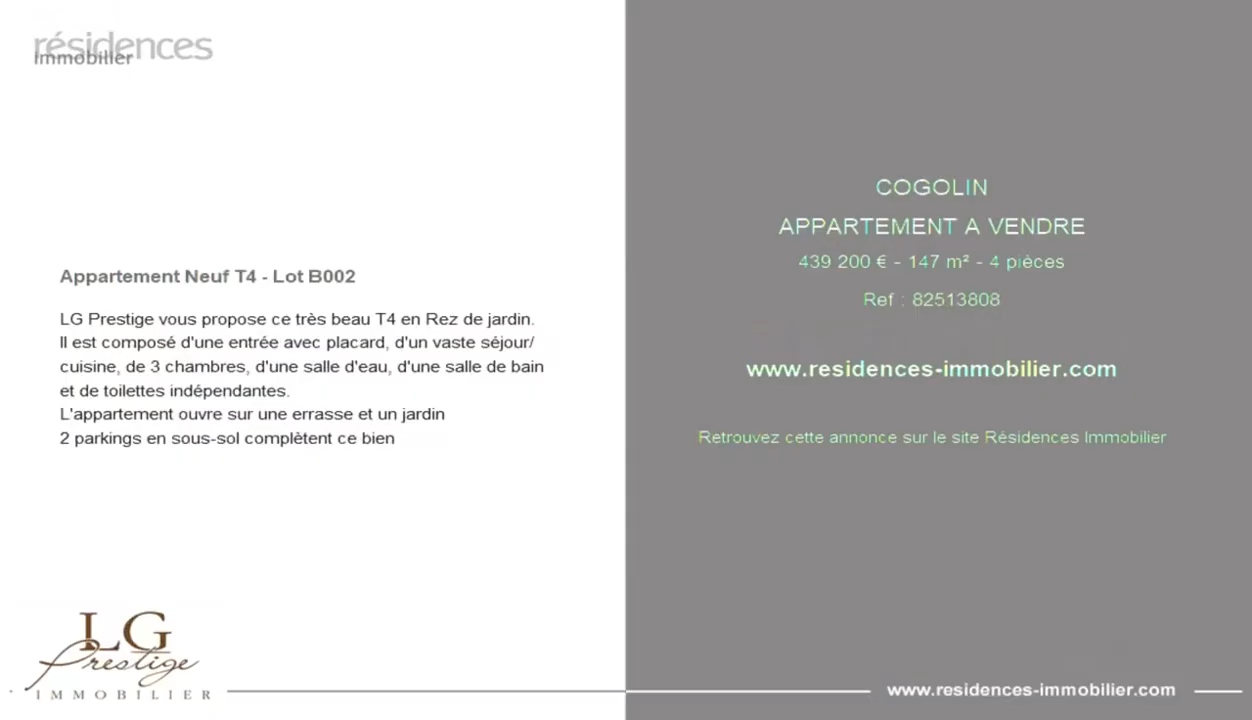 résidences
Immobilier
Appartement Neuf T4 - Lot B002
LG Prestige vous propose ce très beau T4 en Rez de jardin.
Il est composé d'une entrée avec placard, d'un vaste séjour/
cuisine, de 3 chambres, d'une salle d'eau, d'une salle de bain
et de toilettes indépendantes.
L'appartement ouvre sur une errasse et un jardin
2 parkings en sous-sol complètent ce bien
LG
Prestige
IMMOBILIER
COGOLIN
APPARTEMENT A VENDRE
439 200 € - 147 m² - 4 pièces
Ref : 82513808
www.residences-immobilier.com
Retrouvez cette annonce sur le site Résidences Immobilier
www.residences-immobilier.com